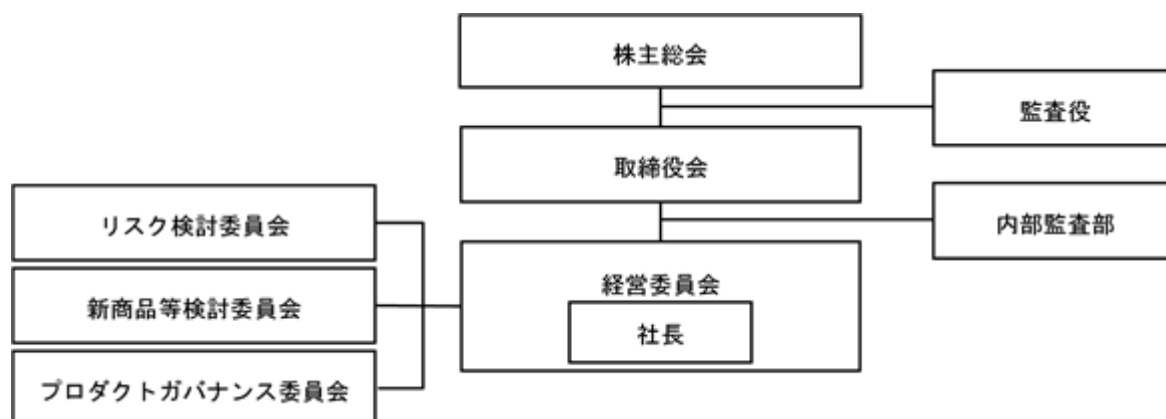 株主総会
監査役
取締役会
リスク検討委員会
内部監査部
経営委員会
新商品等検討委員会
社長
プロダクトガバナンス委員会